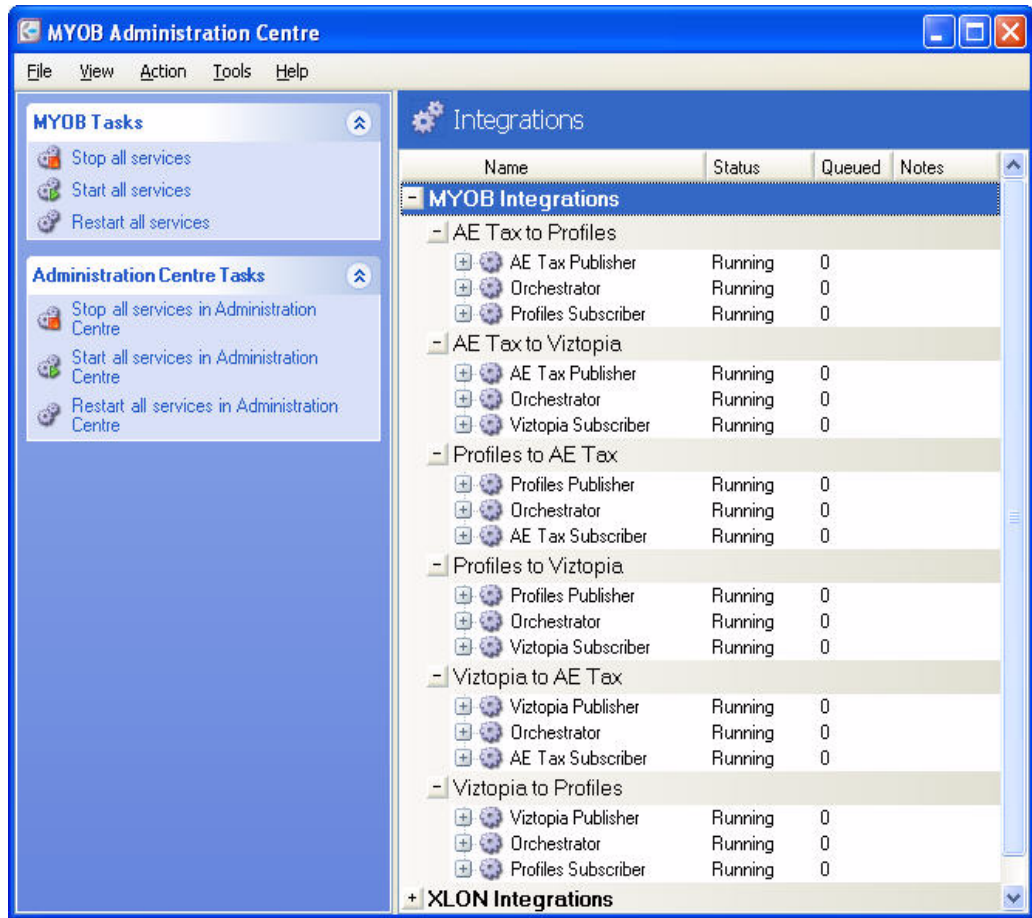 MYOB Administration Centre
File View Action Tools Help
MYOB Tasks
Stop all services
Start all services
Restart all services
Administration Centre Tasks
Stop all services in Administration
Centre
Start all services in Administration
Centre
Restart all services in Administration
Centre
Integrations
Name Status Queued Notes
MYOB Integrations
AE Tax to Profiles
AE Tax Publisher Running 0
Orchestrator Running 0
Profiles Subscriber Running 0
AE Tax to Viztopia
AE Tax Publisher Running 0
Orchestrator Running 0
Viztopia Subscriber Running 0
Profiles to AE Tax
Profiles Publisher Running 0
Orchestrator Running 0
AE Tax Subscriber Running 0
Profiles to Viztopia
Profiles Publisher Running 0
Orchestrator Running 0
Viztopia Subscriber Running 0
Viztopia to AE Tax
Viztopia Publisher Running 0
Orchestrator Running 0
AE Tax Subscriber Running 0
Viztopia to Profiles
Viztopia Publisher Running 0
Orchestrator Running 0
Profiles Subscriber Running 0
XLON Integrations